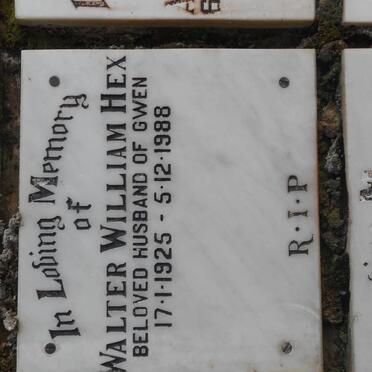 In Loving Memory
of
WALTER WILLIAM HEX
BELOVED HUSBAND OF GWEN
17·1·1925 - 5·12·1988
R·I·P